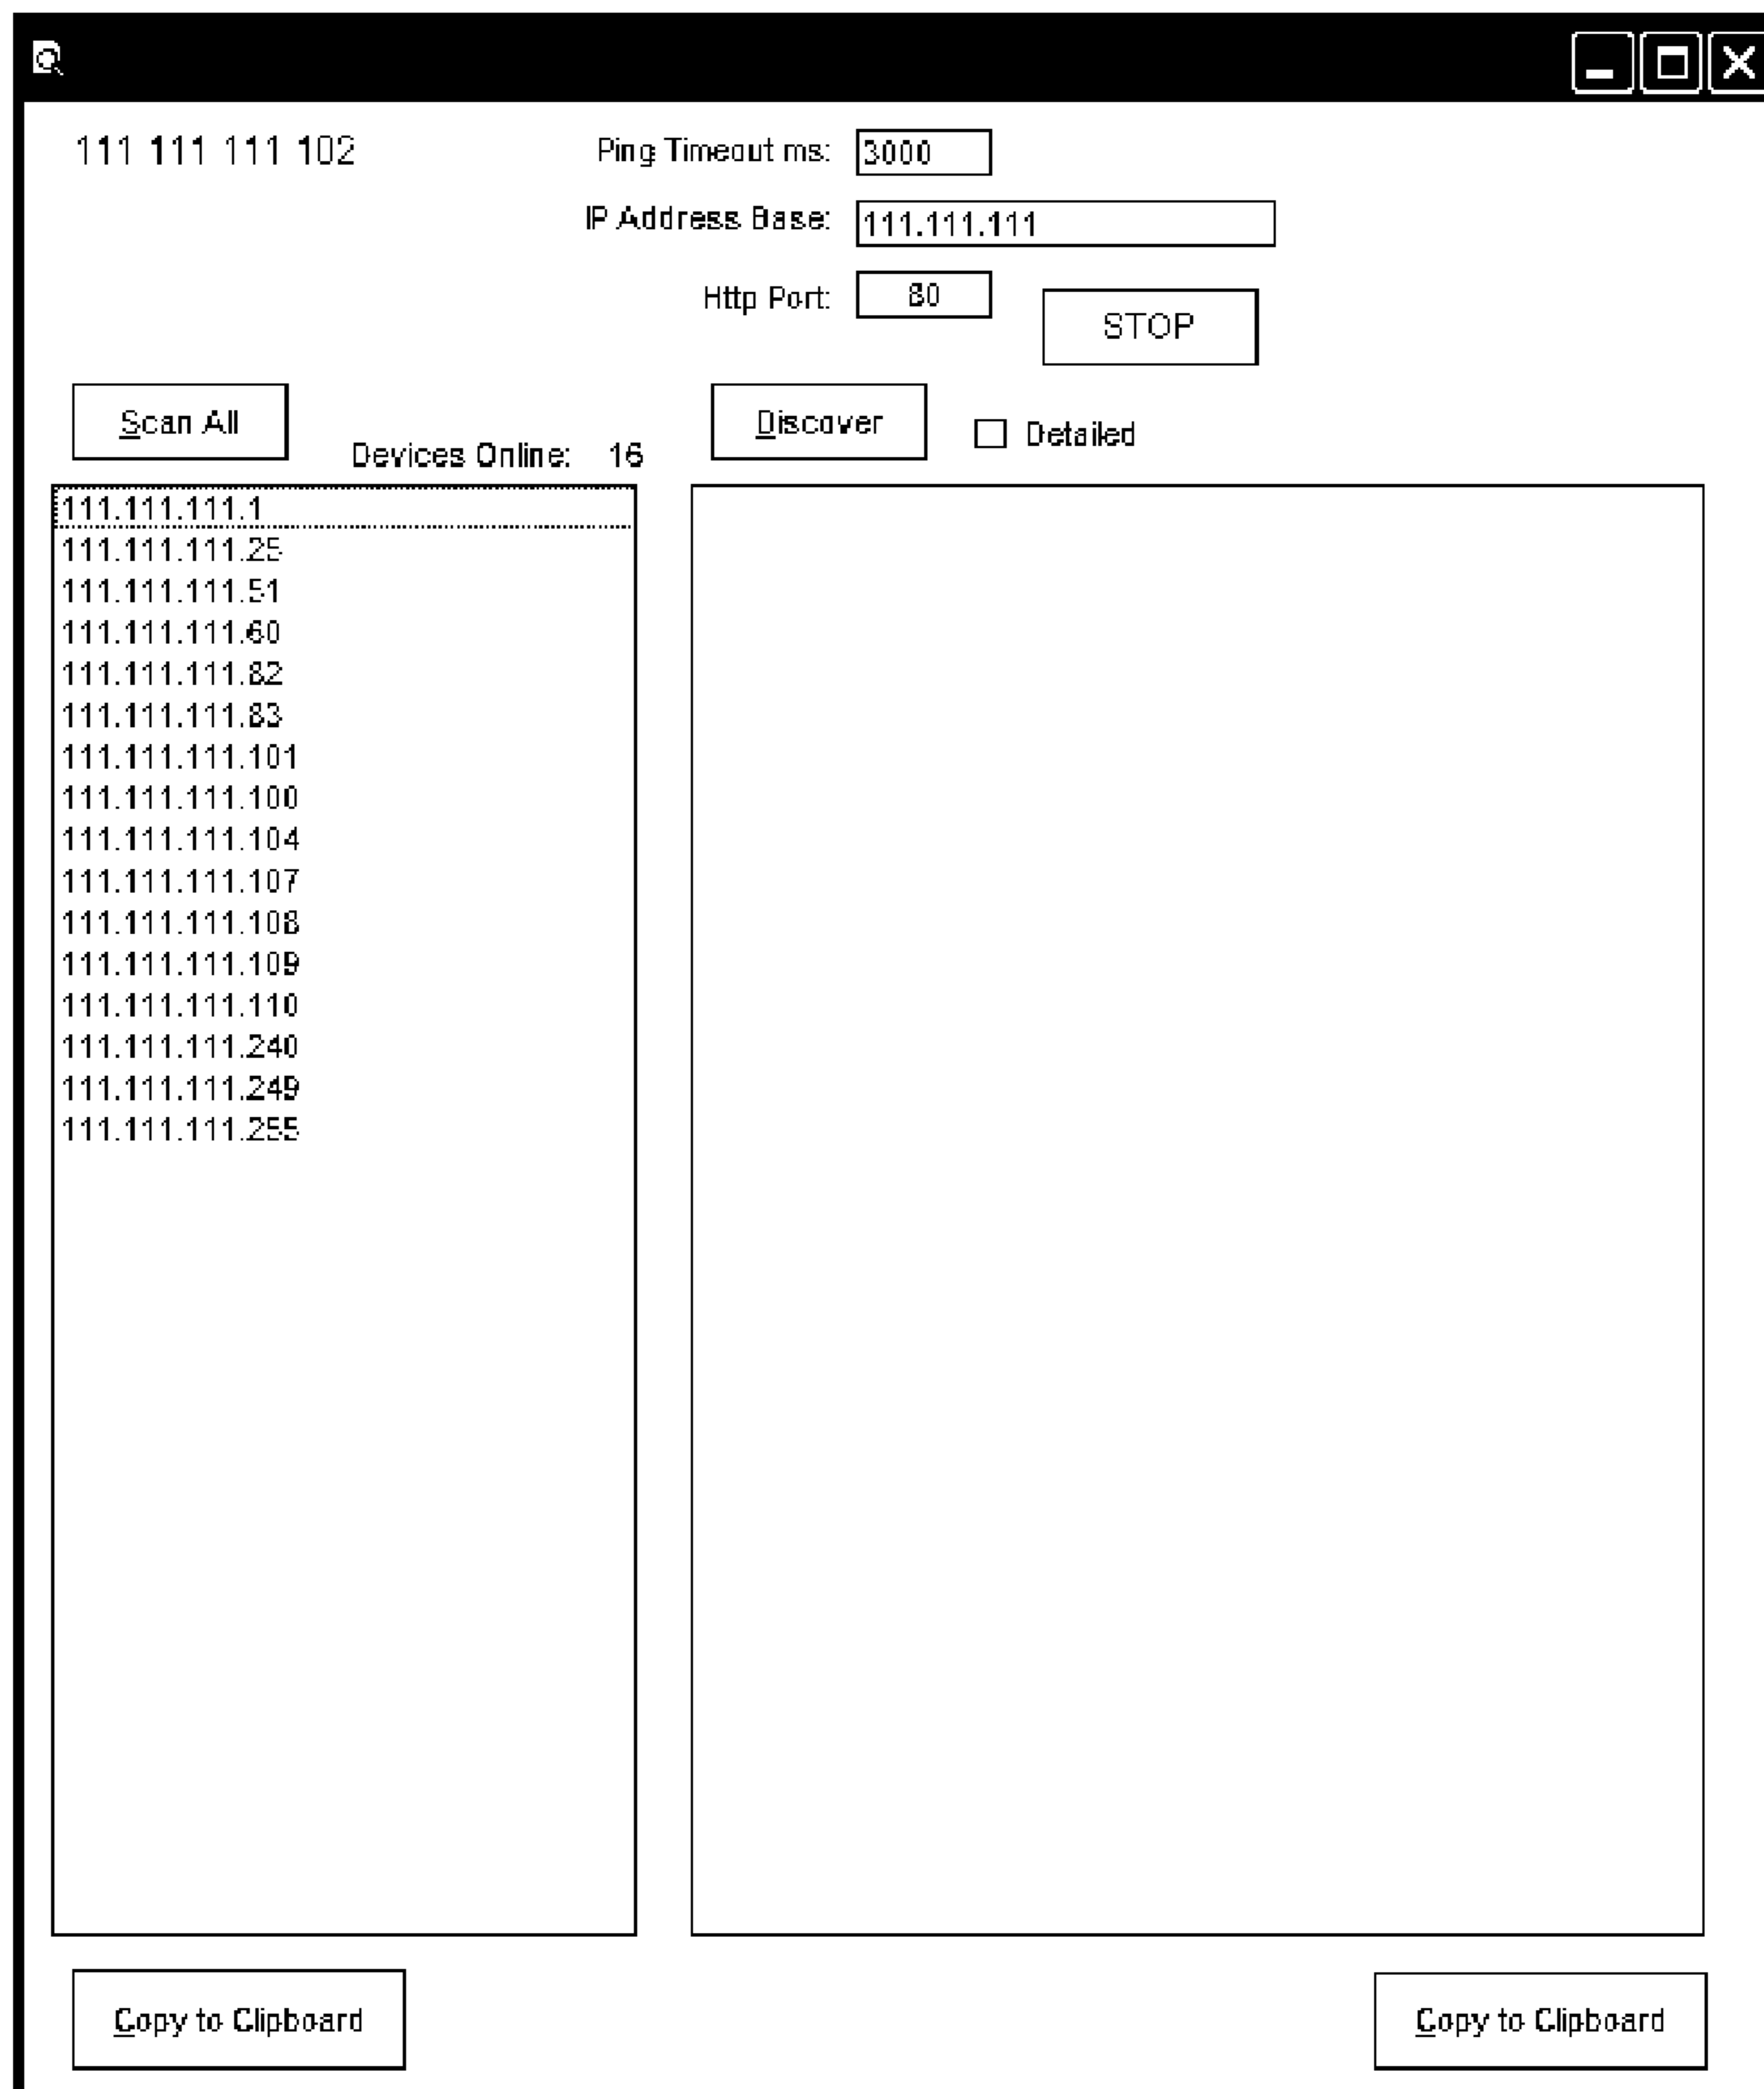 111 111 111 102
Ping Timeout ms: 3000
IP Address Base: 111.111.111
Http Port: 80
STOP
Scan All
Devices Online: 16
Discover
Detailed
111.111.111.1
111.111.111.25
111.111.111.51
111.111.111.60
111.111.111.82
111.111.111.83
111.111.111.101
111.111.111.100
111.111.111.104
111.111.111.107
111.111.111.108
111.111.111.109
111.111.111.110
111.111.111.240
111.111.111.249
111.111.111.255
Copy to Clipboard
Copy to Clipboard